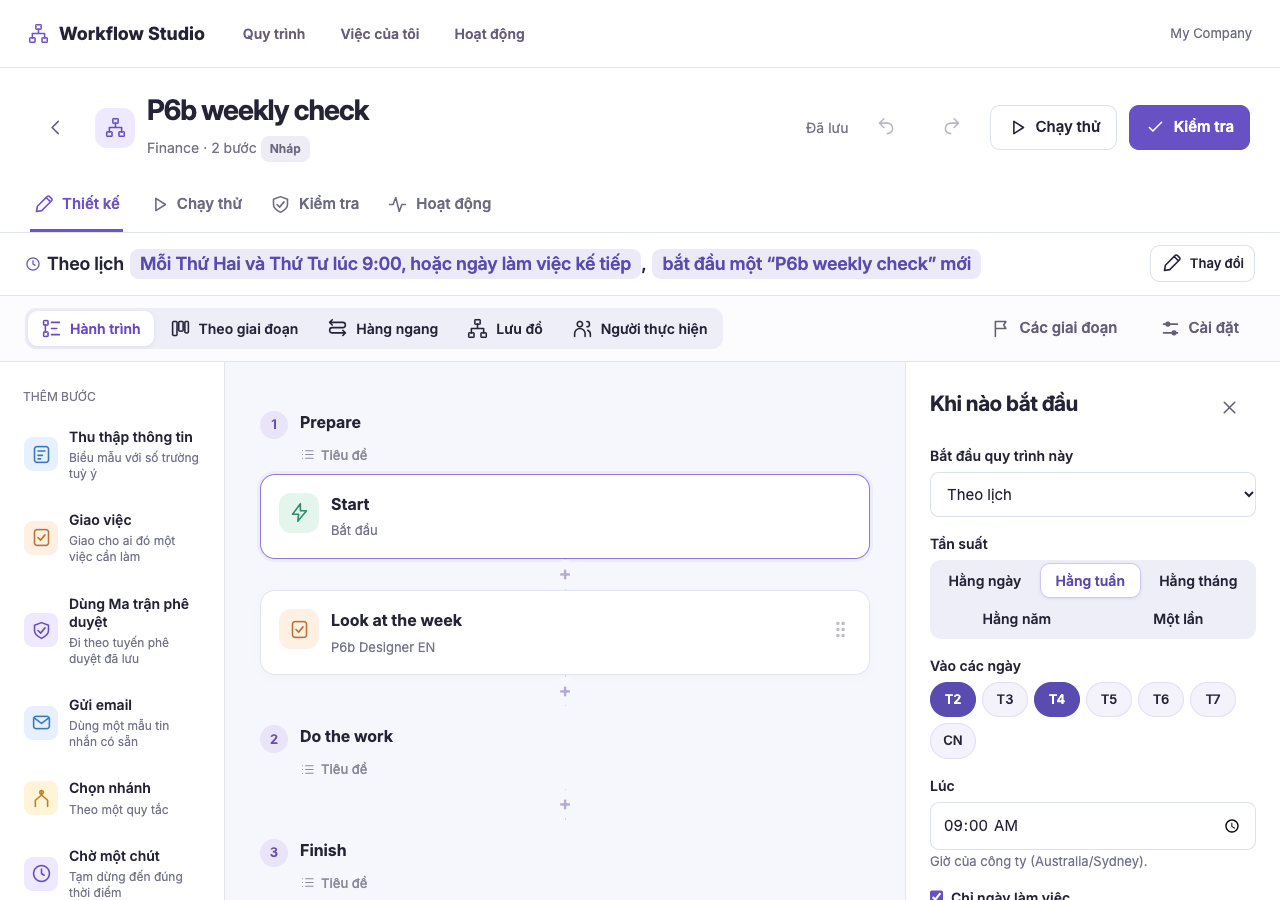 Workflow Studio
Quy trình
Việc của tôi
Hoạt động
My Company
P6b weekly check
Finance · 2 bước
Nháp
Đã lưu
Chạy thử
Kiểm tra
Thiết kế
Chạy thử
Kiểm tra
Hoạt động
Theo lịch Mỗi Thứ Hai và Thứ Tư lúc 9:00, hoặc ngày làm việc kế tiếp , bắt đầu một “P6b weekly check” mới
Thay đổi
Hành trình
Theo giai đoạn
Hàng ngang
Lưu đồ
Người thực hiện
Các giai đoạn
Cài đặt
THÊM BƯỚC
Thu thập thông tin
Biểu mẫu với số trường
tuỳ ý
Giao việc
Giao cho ai đó một
việc cần làm
Dùng Ma trận phê
duyệt
Đi theo tuyến phê
duyệt đã lưu
Gửi email
Dùng một mẫu tin
nhắn có sẵn
Chọn nhánh
Theo một quy tắc
Chờ một chút
Tạm dừng đến đúng
thời điểm
1
Prepare
Tiêu đề
Start
Bắt đầu
Look at the week
P6b Designer EN
2
Do the work
Tiêu đề
3
Finish
Tiêu đề
Khi nào bắt đầu
Bắt đầu quy trình này
Theo lịch
Tần suất
Hằng ngày
Hằng tuần
Hằng tháng
Hằng năm
Một lần
Vào các ngày
T2
T3
T4
T5
T6
T7
CN
Lúc
09:00 AM
Giờ của công ty (Australia/Sydney).
Chỉ ngày làm việc